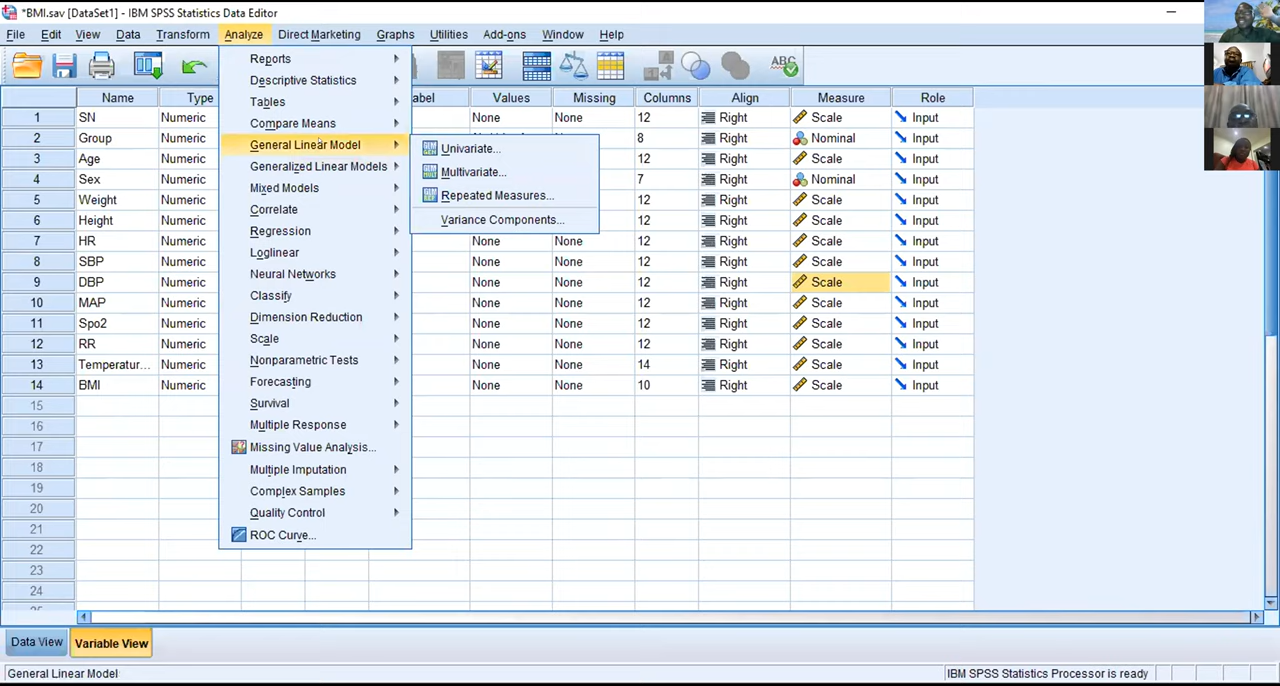 *BMI.sav [DataSet1] - IBM SPSS Statistics Data Editor
File Edit View Data Transform Analyze Direct Marketing Graphs Utilities Add-ons Window Help
Name Type abel Values Missing Columns Align Measure Role
1 SN Numeric 12 Right Scale Input
2 Group Numeric 8 Right Nominal Input
3 Age Numeric 12 Right Scale Input
4 Sex Numeric 7 Right Nominal Input
5 Weight Numeric 12 Right Scale Input
6 Height Numeric 12 Right Scale Input
7 HR Numeric None None 12 Right Scale Input
8 SBP Numeric None None 12 Right Scale Input
9 DBP Numeric None None 12 Right Scale Input
10 MAP Numeric None None 12 Right Scale Input
11 Spo2 Numeric None None 12 Right Scale Input
12 RR Numeric None None 12 Right Scale Input
13 Temperatur... Numeric None None 14 Right Scale Input
14 BMI Numeric None None 10 Right Scale Input
15
16
17
18
19
20
21
22
23
24
Reports
Descriptive Statistics
Tables
Compare Means
General Linear Model
Generalized Linear Models
Mixed Models
Correlate
Regression
Loglinear
Neural Networks
Classify
Dimension Reduction
Scale
Nonparametric Tests
Forecasting
Survival
Multiple Response
Missing Value Analysis...
Multiple Imputation
Complex Samples
Quality Control
ROC Curve...
Univariate...
Multivariate...
Repeated Measures...
Variance Components...
ABC
Data View Variable View
General Linear Model IBM SPSS Statistics Processor is ready